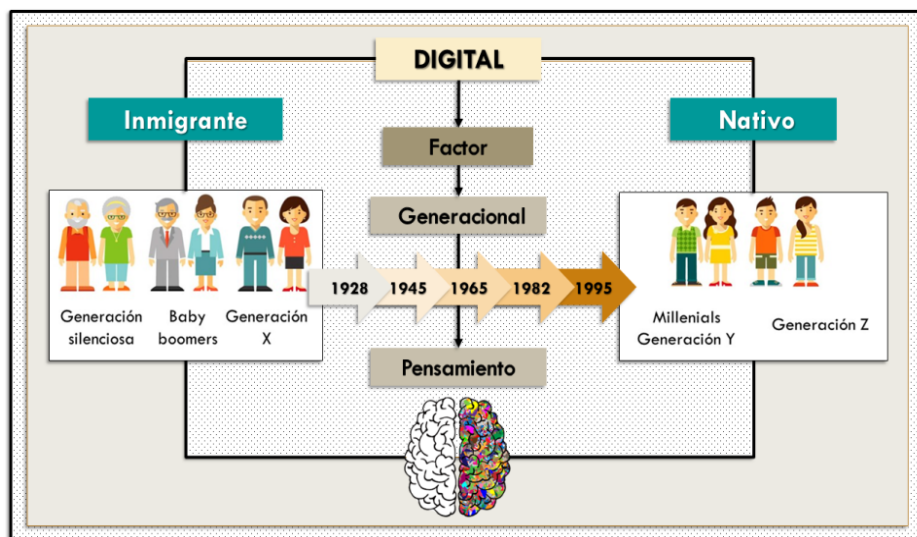 DIGITAL
Inmigrante
Nativo
Factor
Generacional
1928
1945
1965
1982
1995
Generación
silenciosa
Baby
boomers
Generación
X
Millenials
Generación Y
Generación Z
Pensamiento